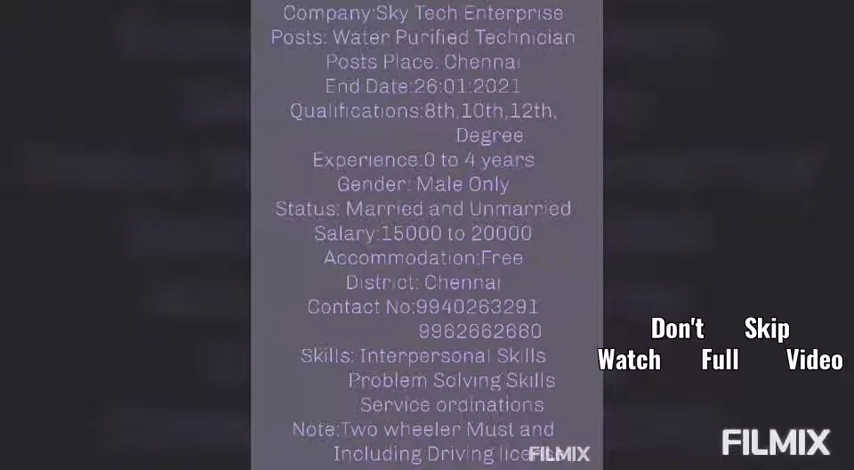 Company:Sky Tech Enterprise
Posts: Water Purified Technician
Posts Place. Chennai
End Date:26:01:2021
Qualifications:8th,10th,12th,
Degree
Experience.0 to 4 years
Gender: Male Only
Status: Married and Unmarried
Salary:15000 to 20000
Accommodation:Free
District: Chennai
Contact No:9940263291
9962662660
Skills: Interpersonal Skills
Problem Solving Skills
Service ordinations
Note:Two wheeler Must and
Including Driving
FILMIX
Don't Skip
Watch Full Video
FILMIX